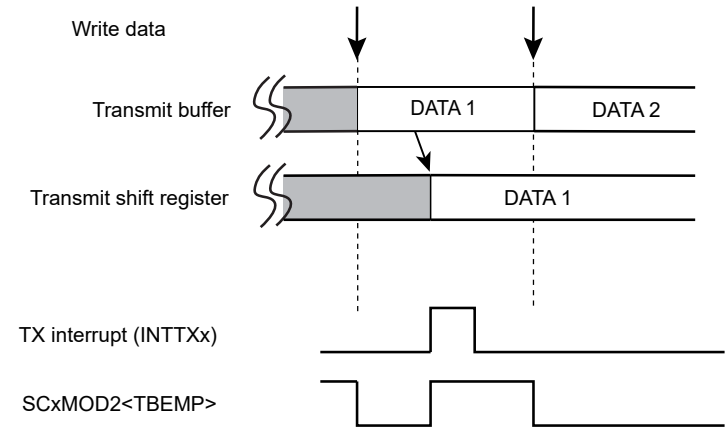 Write data
Transmit buffer
DATA 1
DATA 2
Transmit shift register
DATA 1
TX interrupt (INTTXx)
SCxMOD2<TBEMP>